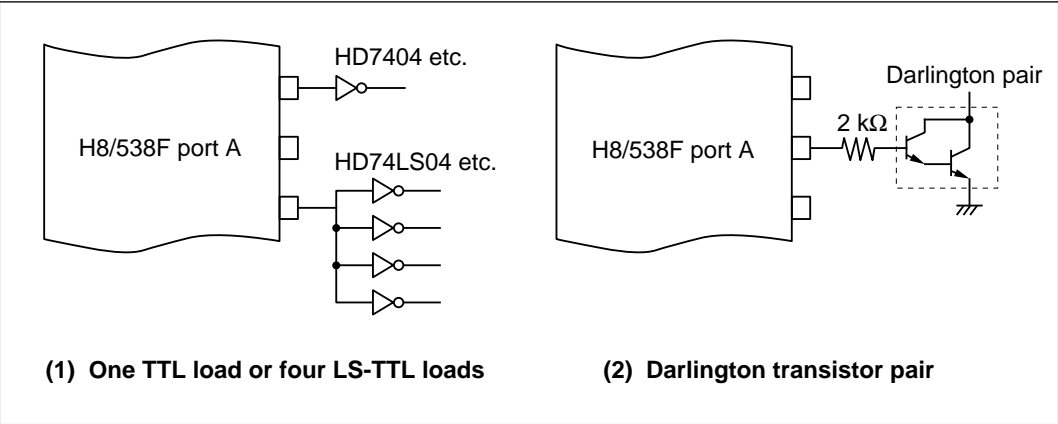 HD7404 etc.
H8/538F port A
HD74LS04 etc.
(1) One TTL load or four LS-TTL loads
Darlington pair
2 kΩ
H8/538F port A
(2) Darlington transistor pair